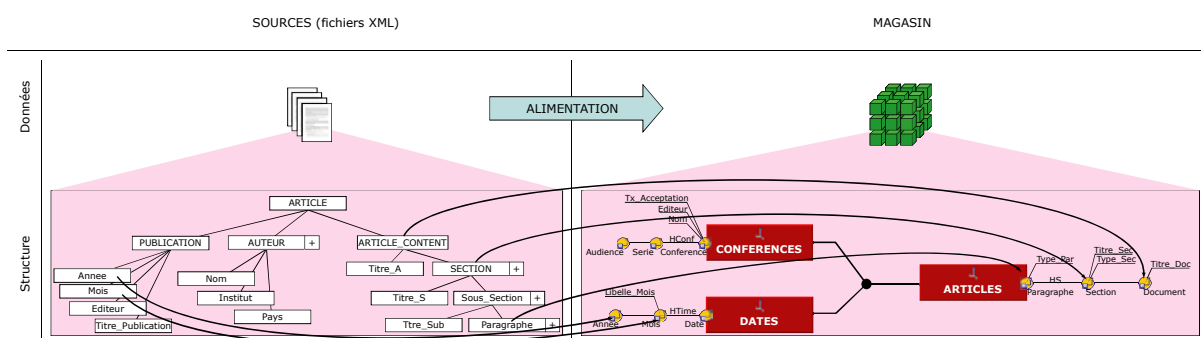 SOURCES (fichiers XML)
MAGASIN
Données
ALIMENTATION
Structure
ARTICLE
PUBLICATION
AUTEUR +
ARTICLE_CONTENT
Annee
Mois
Editeur
Titre_Publication
Nom
Institut
Pays
Titre_A
SECTION +
Titre_S
Sous_Section +
Ttre_Sub
Paragraphe +
Tx_Acceptation
Editeur
Nom
HConf
Audience Serie Conference
CONFERENCES
Libelle_Mois
HTime
Année Mois Date
DATES
ARTICLES
Type_Par
HS
Paragraphe
Titre_Sec
Type_Sec
Section
Titre_Doc
Document